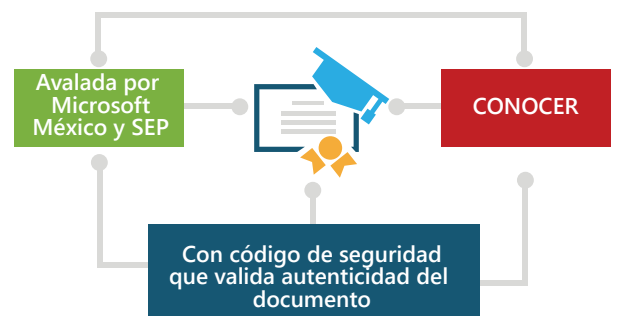 Avalada por
Microsoft
México y SEP
CONOCER
Con código de seguridad
que valida autenticidad del
documento